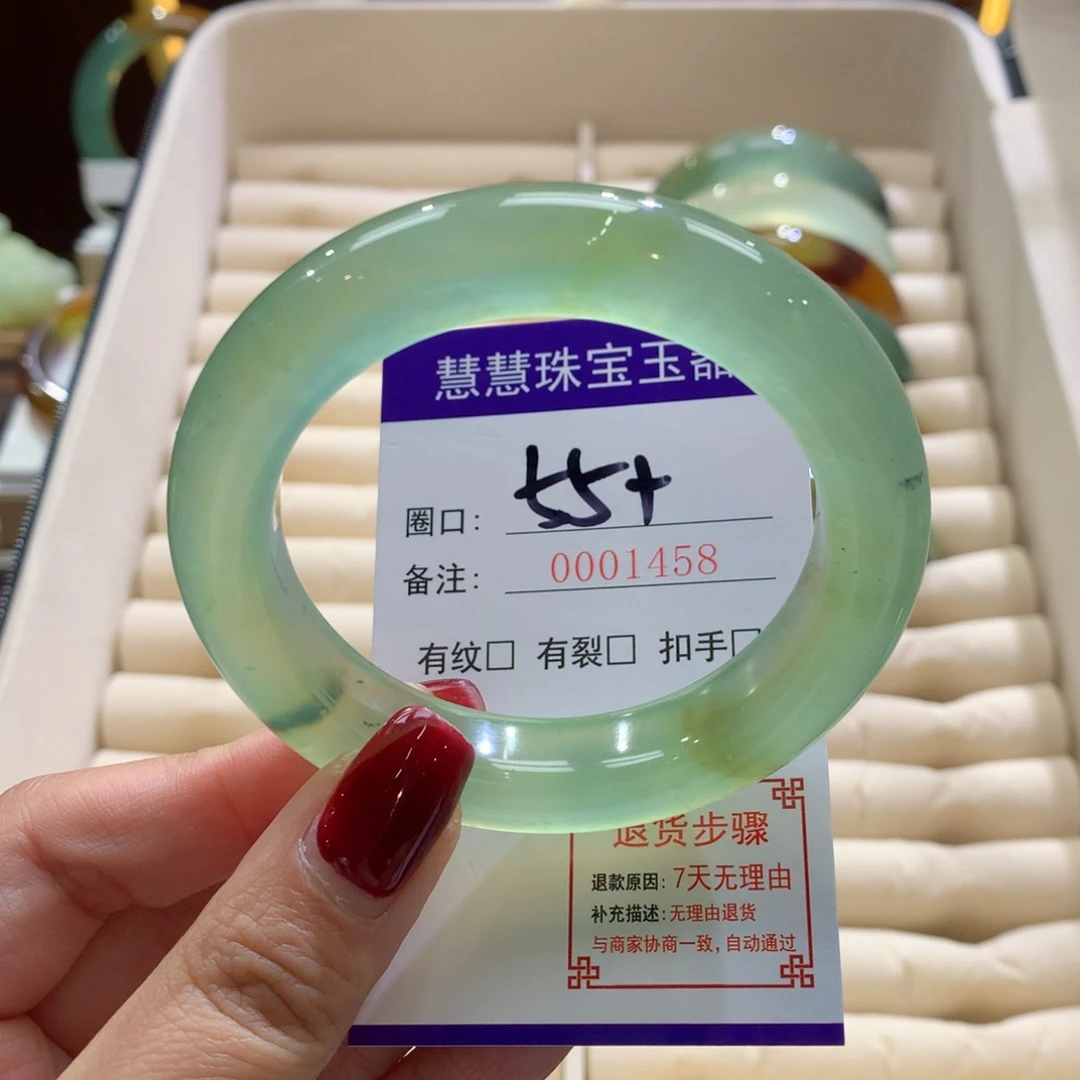 慧慧珠宝玉器
圈口: 55+
备注: 0001458
有纹□ 有裂□ 扣手□
退货步骤
退款原因: 7天无理由
补充描述: 无理由退货
与商家协商一致, 自动通过